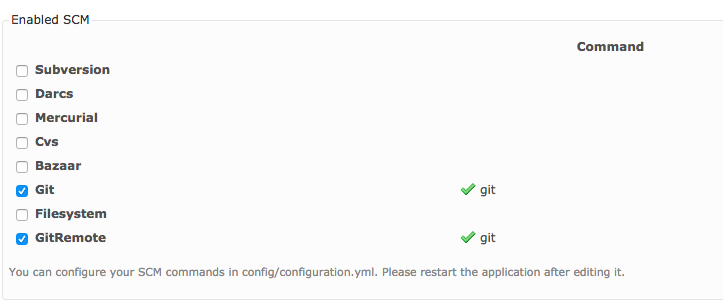 Enabled SCM
Command
Subversion
Darcs
Mercurial
Cvs
Bazaar
Git git
Filesystem
GitRemote git
You can configure your SCM commands in config/configuration.yml. Please restart the application after editing it.